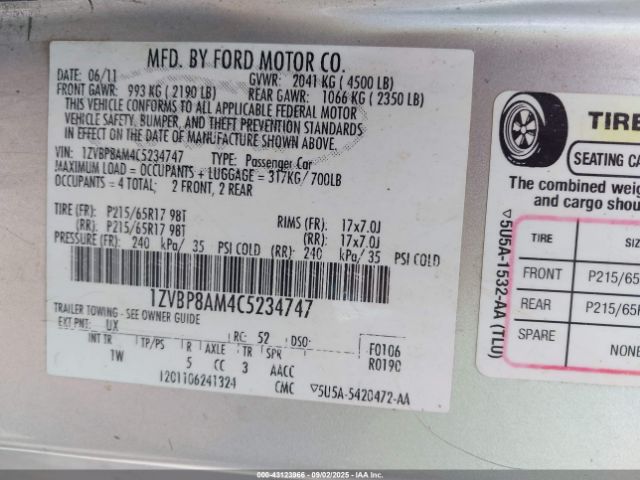 MFD. BY FORD MOTOR CO.
DATE: 06/11 GVWR: 2041 KG ( 4500 LB)
FRONT GAWR: 993 KG ( 2190 LB) REAR GAWR: 1066 KG ( 2350 LB)
THIS VEHICLE CONFORMS TO ALL APPLICABLE FEDERAL MOTOR
VEHICLE SAFETY, BUMPER, AND THEFT PREVENTION STANDARDS
IN EFFECT ON THE DATE OF MANUFACTURE SHOWN ABOVE.
VIN: 1ZVBP8AM4C5234747 TYPE: Passenger Car
MAXIMUM LOAD = OCCUPANTS + LUGGAGE = 317KG/700LB
OCCUPANTS = 4 TOTAL; 2 FRONT, 2 REAR
TIRE (FR): P215/65R17 98T RIMS (FR): 17x7.0J
(RR): P215/65R17 98T (RR): 17x7.0J
PRESSURE (FR): 240 kPa/ 35 PSI COLD (RR): 240 kPa/ 35 PSI COLD
1ZVBP8AM4C5234747
TRAILER TOWING - SEE OWNER GUIDE
EXT PNT: UX RC: 52 DSO: F0106
INT TR TP/PS R AXLE TR SPR R0190
1W 5 CC 3 AACC
1201106241324 CMC ▽5U5A-5420472-AA
TIRE
SEATING CA
The combined weig
and cargo shou
TIRE SIZ
FRONT P215/65
REAR P215/65R
SPARE NONE
▽5U5A-1532-AA (TLU)
000-43123966 - 09/02/2025 - IAAI.COM